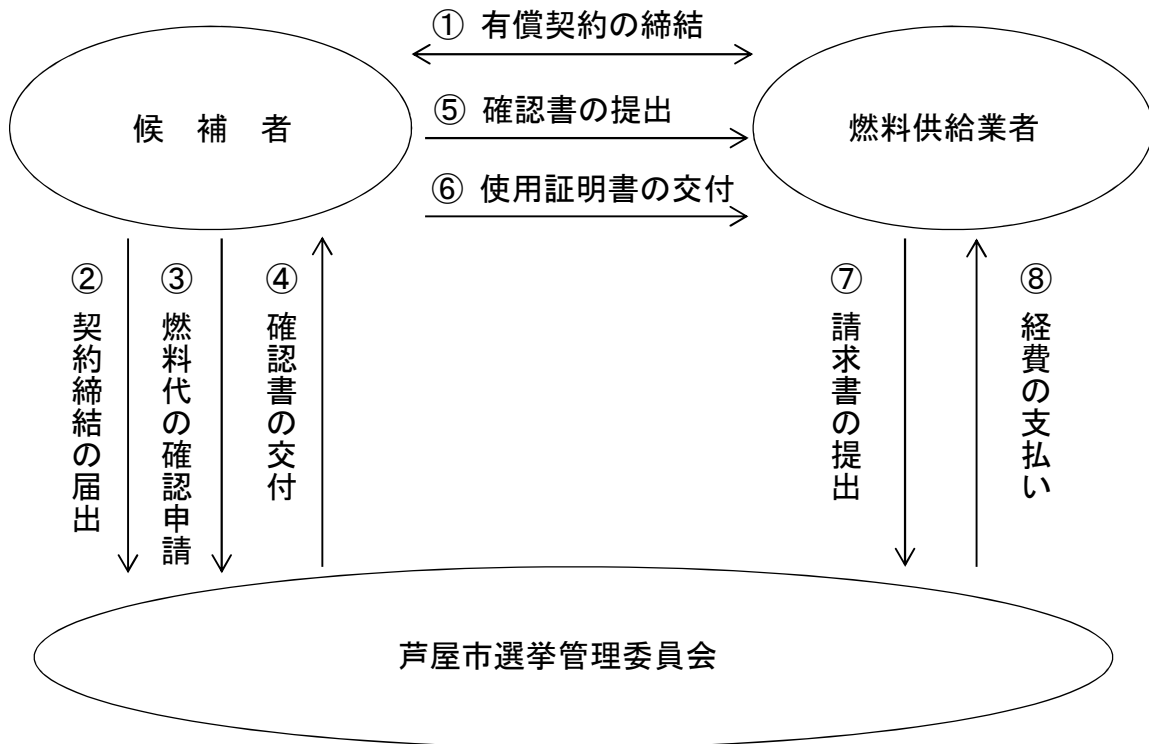 ① 有償契約の締結
候 補 者
⑤ 確認書の提出
燃料供給業者
⑥ 使用証明書の交付
② 契約締結の届出
③ 燃料代の確認申請
④ 確認書の交付
⑦ 請求書の提出
⑧ 経費の支払い
芦屋市選挙管理委員会